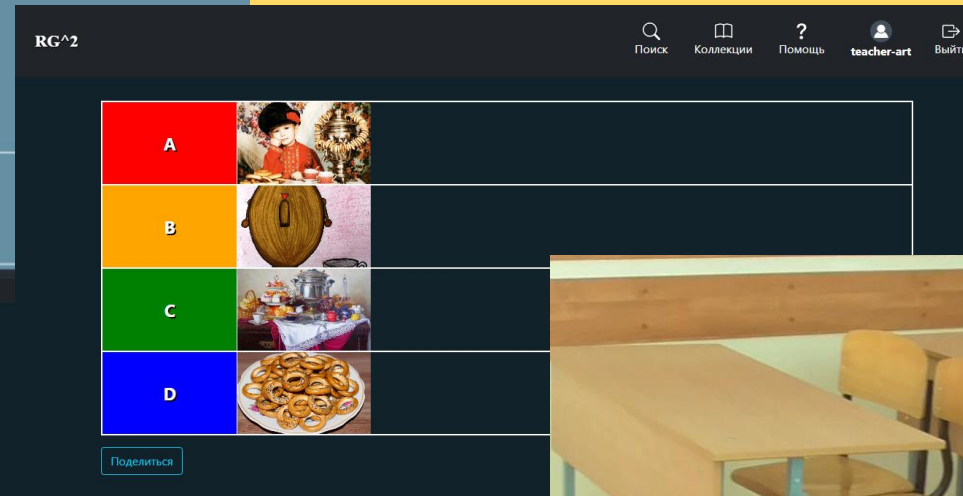 RG^2
Поиск
Коллекции
Помощь
teacher-art
Выйти
A
B
C
D
Поделиться